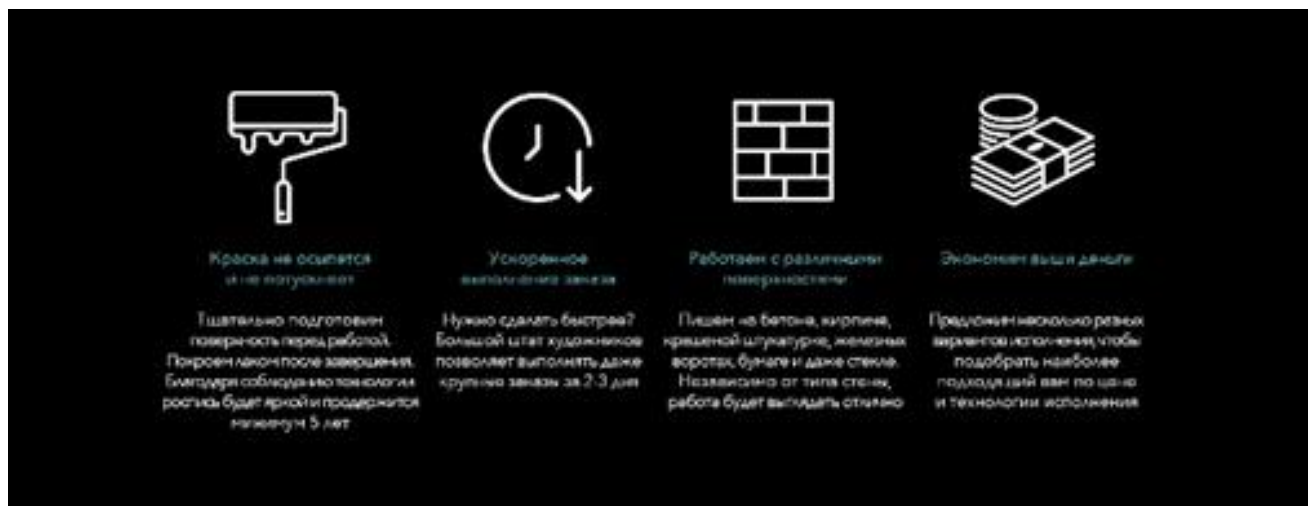 Краска не осыпется
и не потускнеет
Тщательно подготовим
поверхность перед работой.
Покроем лаком после завершения.
Благодаря соблюдению технологии
роспись будет яркой и продержится
минимум 5 лет
Ускоренное
выполнение заказа
Нужно сделать быстрее?
Большой штат художников
позволяет выполнять даже
крупные заказы за 2-3 дня
Работаем с различными
поверхностями
Пишем на бетоне, кирпиче,
крашеной штукатурке, железных
воротах, бумаге и даже стекле.
Независимо от типа стены,
работа будет выглядеть отлично
Экономим ваши деньги
Предложим несколько разных
вариантов исполнения, чтобы
подобрать наиболее
подходящий вам по цене
и технологии исполнения